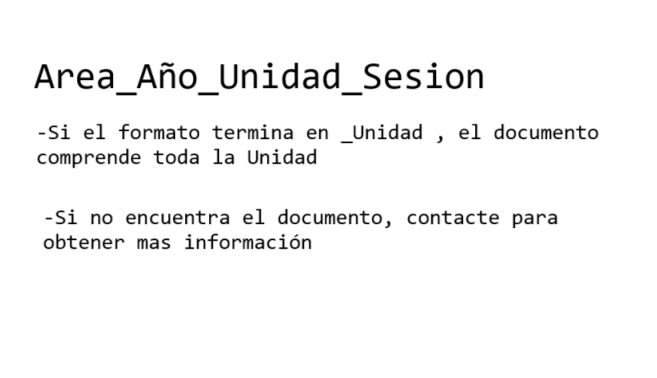 Area_Año_Unidad_Sesion
-Si el formato termina en _Unidad , el documento
comprende toda la Unidad
-Si no encuentra el documento, contacte para
obtener mas información